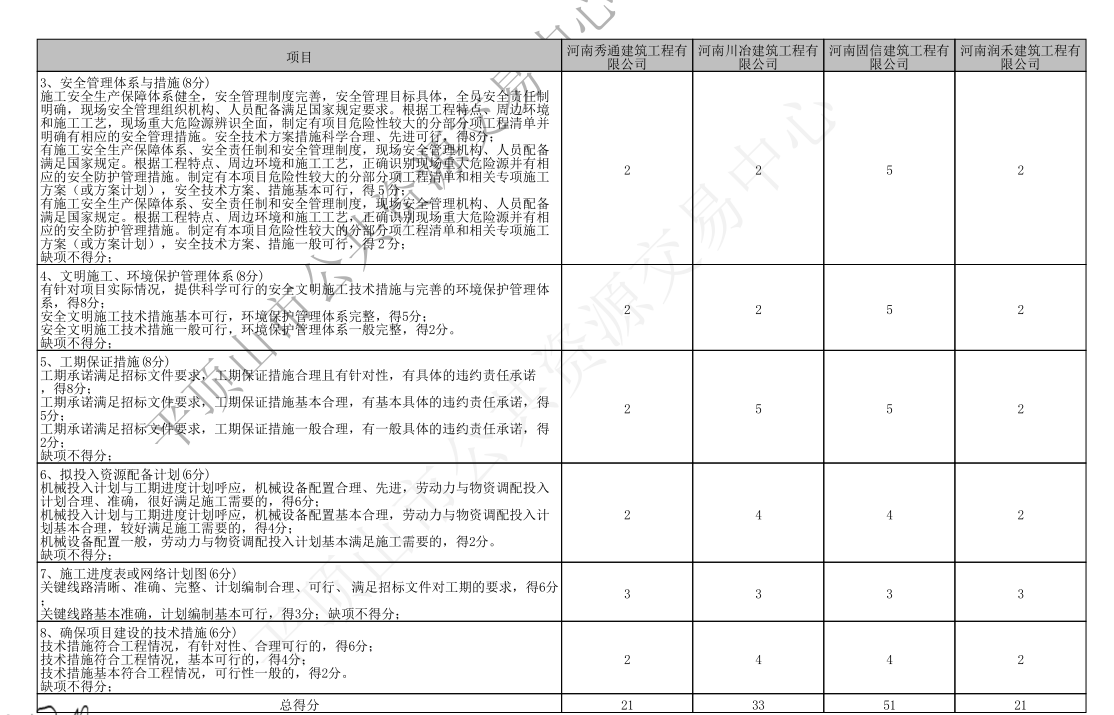 平顶山市公共资源交易中心
项目 河南秀通建筑工程有限公司 河南川冶建筑工程有限公司 河南固信建筑工程有限公司 河南润禾建筑工程有限公司
3、安全管理体系与措施(8分)
施工安全生产保障体系健全，安全管理制度完善，安全管理目标具体，全员安全责任制
明确，现场安全管理组织机构、人员配备满足国家规定要求。根据工程特点、周边环境
和施工工艺，现场重大危险源辨识全面，制定有项目危险性较大的分部分项工程清单并
明确有相应的安全管理措施。安全技术方案措施科学合理、先进可行，得8分；
有施工安全生产保障体系、安全责任制和安全管理制度，现场安全管理机构、人员配备
满足国家规定。根据工程特点、周边环境和施工工艺，正确识别现场重大危险源并有相
应的安全防护管理措施。制定有本项目危险性较大的分部分项工程清单和相关专项施工
方案（或方案计划），安全技术方案、措施基本可行，得５分；
有施工安全生产保障体系、安全责任制和安全管理制度，现场安全管理机构、人员配备
满足国家规定。根据工程特点、周边环境和施工工艺，正确识别现场重大危险源并有相
应的安全防护管理措施。制定有本项目危险性较大的分部分项工程清单和相关专项施工
方案（或方案计划），安全技术方案、措施一般可行，得２分；
缺项不得分；
2 2 5 2
4、文明施工、环境保护管理体系(8分)
有针对项目实际情况，提供科学可行的安全文明施工技术措施与完善的环境保护管理体
系，得8分；
安全文明施工技术措施基本可行，环境保护管理体系完整，得5分；
安全文明施工技术措施一般可行，环境保护管理体系一般完整，得2分。
缺项不得分；
2 2 5 2
5、工期保证措施(8分)
工期承诺满足招标文件要求，工期保证措施合理且有针对性，有具体的违约责任承诺
，得8分；
工期承诺满足招标文件要求，工期保证措施基本合理，有基本具体的违约责任承诺，得
5分；
工期承诺满足招标文件要求，工期保证措施一般合理，有一般具体的违约责任承诺，得
2分；
缺项不得分；
2 5 5 2
6、拟投入资源配备计划(6分)
机械投入计划与工期进度计划呼应，机械设备配置合理、先进，劳动力与物资调配投入
计划合理、准确，很好满足施工需要的，得6分；
机械投入计划与工期进度计划呼应，机械设备配置基本合理，劳动力与物资调配投入计
划基本合理，较好满足施工需要的，得4分；
机械设备配置一般，劳动力与物资调配投入计划基本满足施工需要的，得2分。
缺项不得分；
2 4 4 2
7、施工进度表或网络计划图(6分)
关键线路清晰、准确、完整、计划编制合理、可行、满足招标文件对工期的要求，得6分
；
关键线路基本准确，计划编制基本可行，得3分；缺项不得分；
3 3 3 3
8、确保项目建设的技术措施(6分)
技术措施符合工程情况，有针对性、合理可行的，得6分；
技术措施符合工程情况，基本可行的，得4分；
技术措施基本符合工程情况，可行性一般的，得2分。
缺项不得分；
2 4 4 2
总得分 21 33 51 21
平顶山市公共资源交易中心